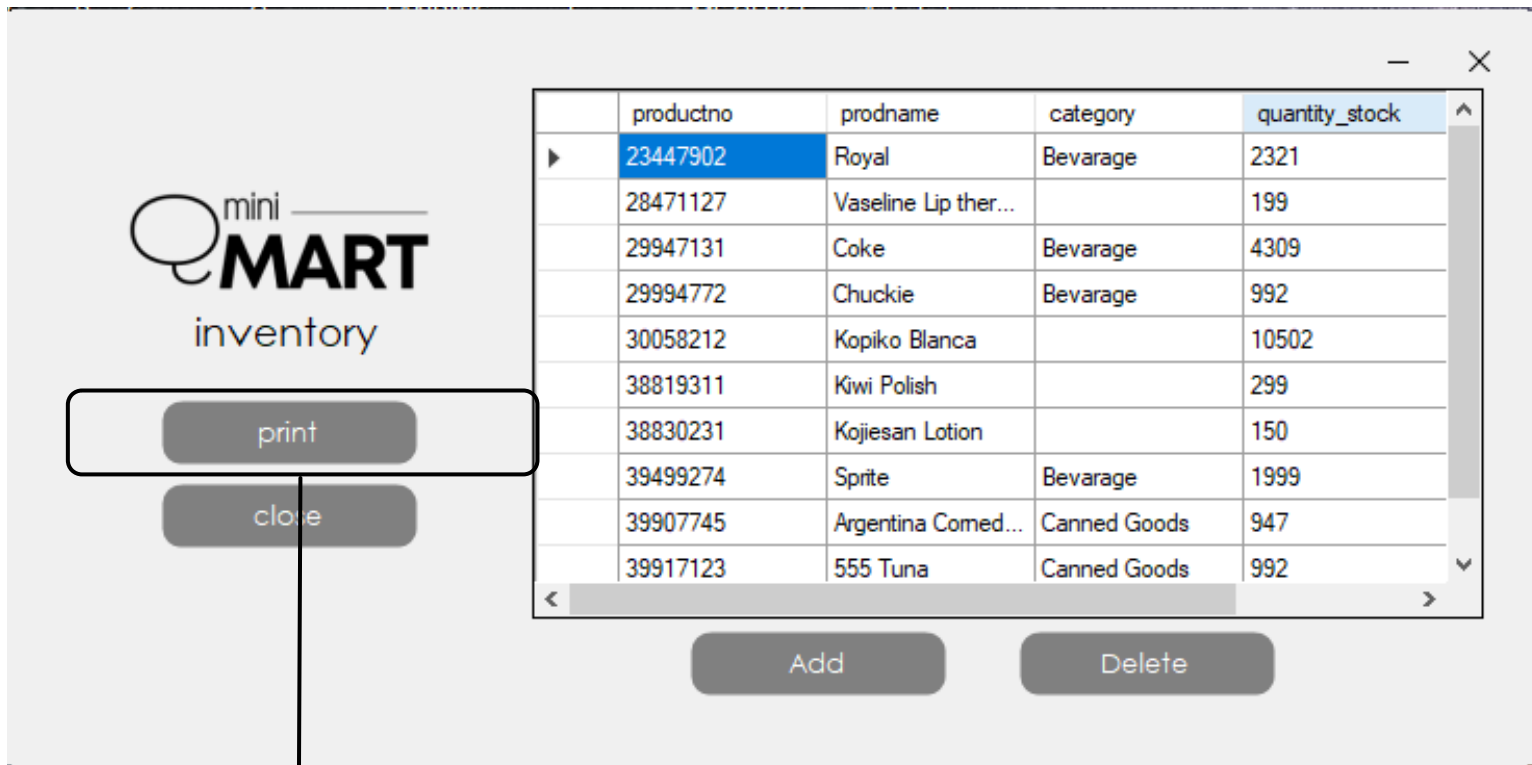 mini
MART
inventory
print
close
productno prodname category quantity_stock
23447902 Royal Bevarage 2321
28471127 Vaseline Lip ther... 199
29947131 Coke Bevarage 4309
29994772 Chuckie Bevarage 992
30058212 Kopiko Blanca 10502
38819311 Kiwi Polish 299
38830231 Kojiesan Lotion 150
39499274 Sprite Bevarage 1999
39907745 Argentina Corned... Canned Goods 947
39917123 555 Tuna Canned Goods 992
Add Delete